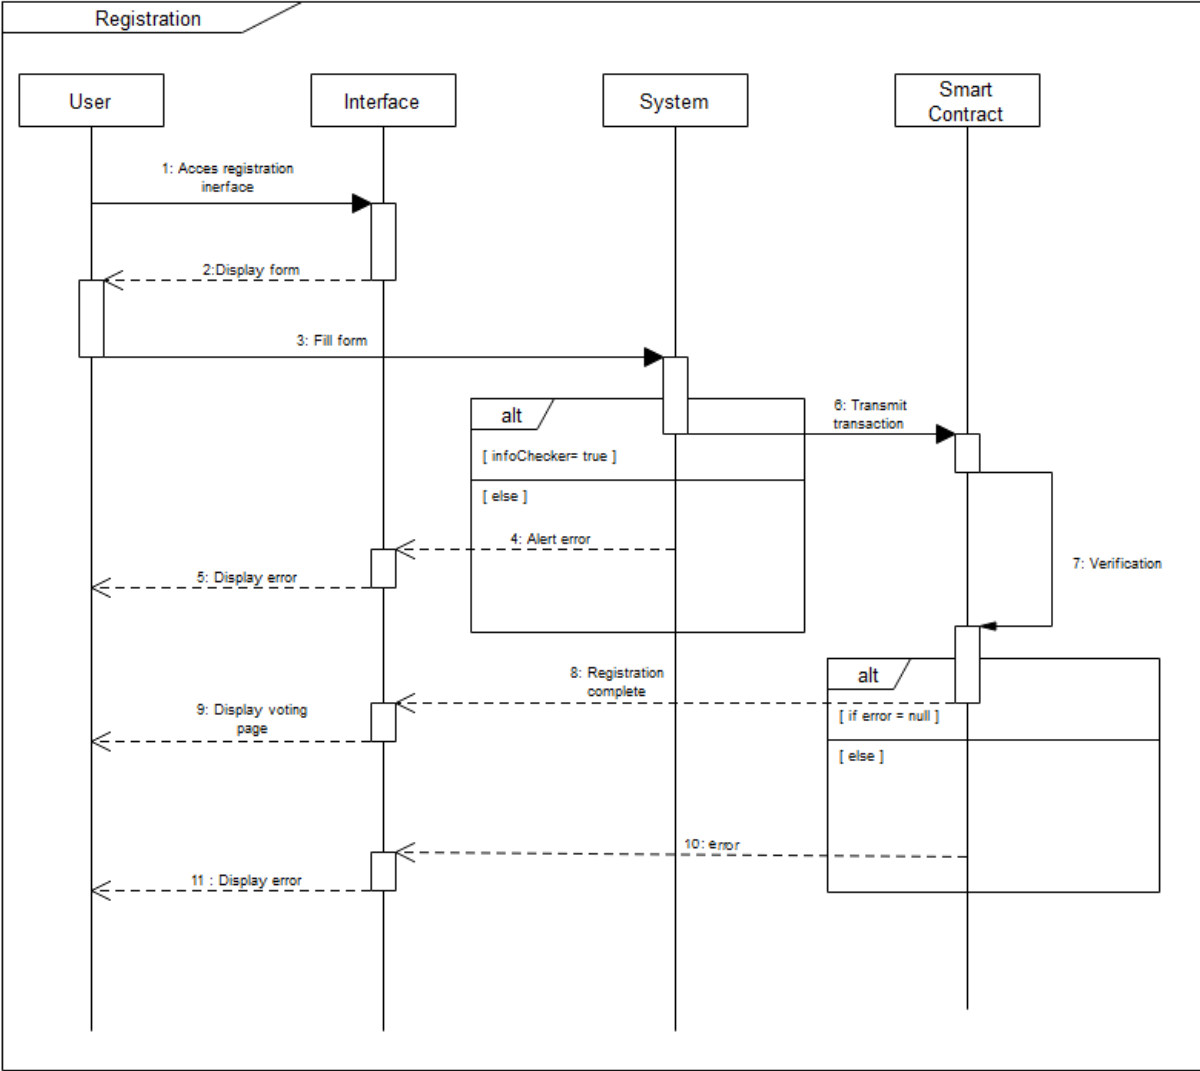 Registration
User
Interface
System
Smart
Contract
1: Acces registration
inerface
2:Display form
3: Fill form
alt
6: Transmit
transaction
[ infoChecker= true ]
[ else ]
4: Alert error
5: Display error
7: Verification
8: Registration
complete
alt
9: Display voting
page
[ if error = null ]
[ else ]
10: error
11 : Display error